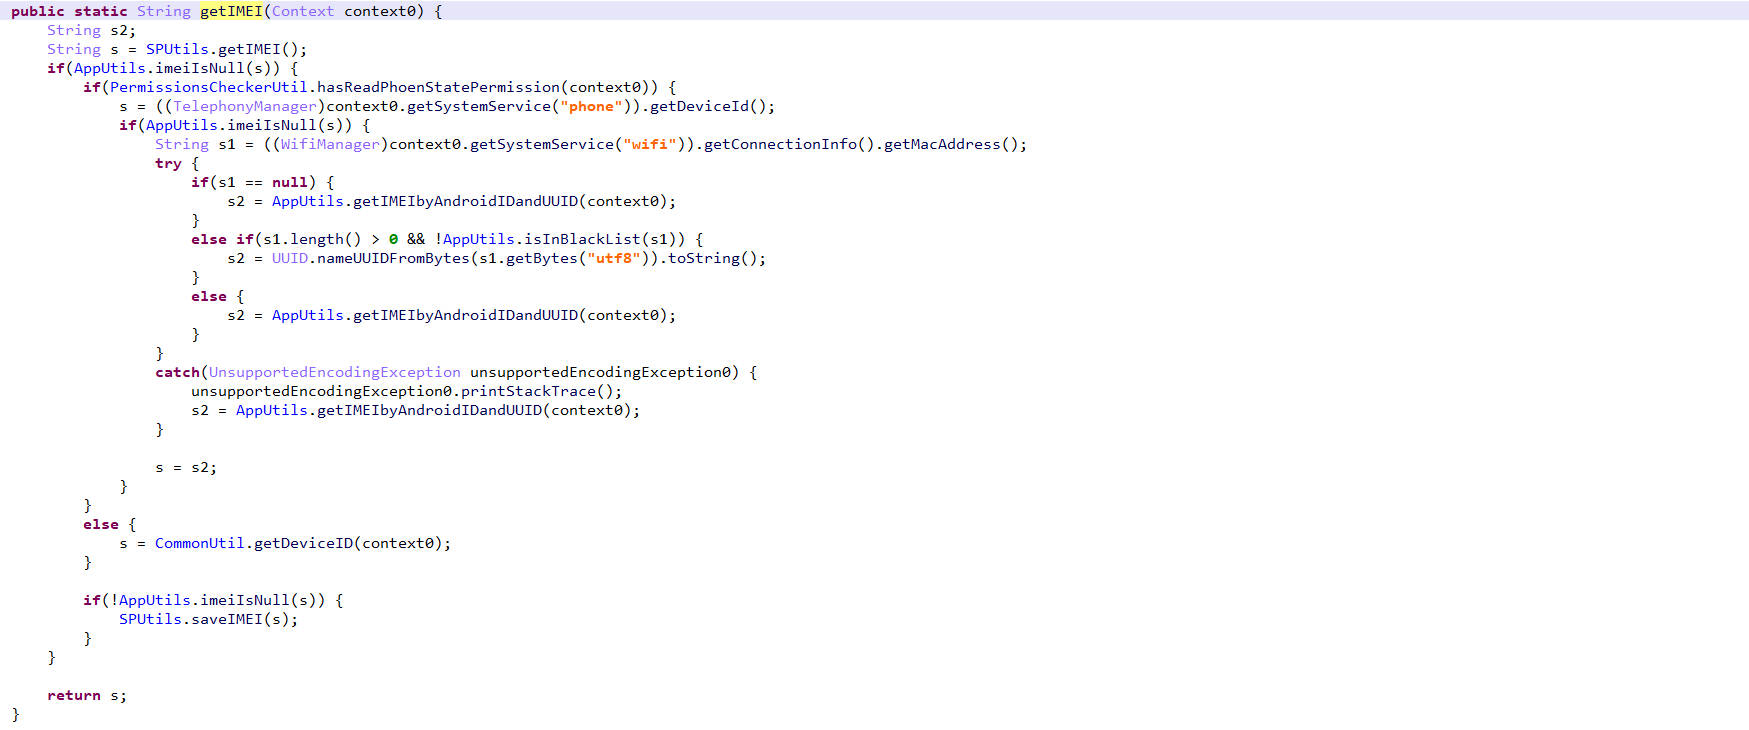 public static String getIMEI(Context context0) {
    String s2;
    String s = SPUtils.getIMEI();
    if(AppUtils.imeiIsNull(s)) {
        if(PermissionsCheckerUtil.hasReadPhoenStatePermission(context0)) {
            s = ((TelephonyManager)context0.getSystemService("phone")).getDeviceId();
            if(AppUtils.imeiIsNull(s)) {
                String s1 = ((WifiManager)context0.getSystemService("wifi")).getConnectionInfo().getMacAddress();
                try {
                    if(s1 == null) {
                        s2 = AppUtils.getIMEIbyAndroidIDandUUID(context0);
                    }
                    else if(s1.length() > 0 && !AppUtils.isInBlackList(s1)) {
                        s2 = UUID.nameUUIDFromBytes(s1.getBytes("utf8")).toString();
                    }
                    else {
                        s2 = AppUtils.getIMEIbyAndroidIDandUUID(context0);
                    }
                }
                catch(UnsupportedEncodingException unsupportedEncodingException0) {
                    unsupportedEncodingException0.printStackTrace();
                    s2 = AppUtils.getIMEIbyAndroidIDandUUID(context0);
                }

                s = s2;
            }
        }
        else {
            s = CommonUtil.getDeviceID(context0);
        }

        if(!AppUtils.imeiIsNull(s)) {
            SPUtils.saveIMEI(s);
        }
    }

    return s;
}